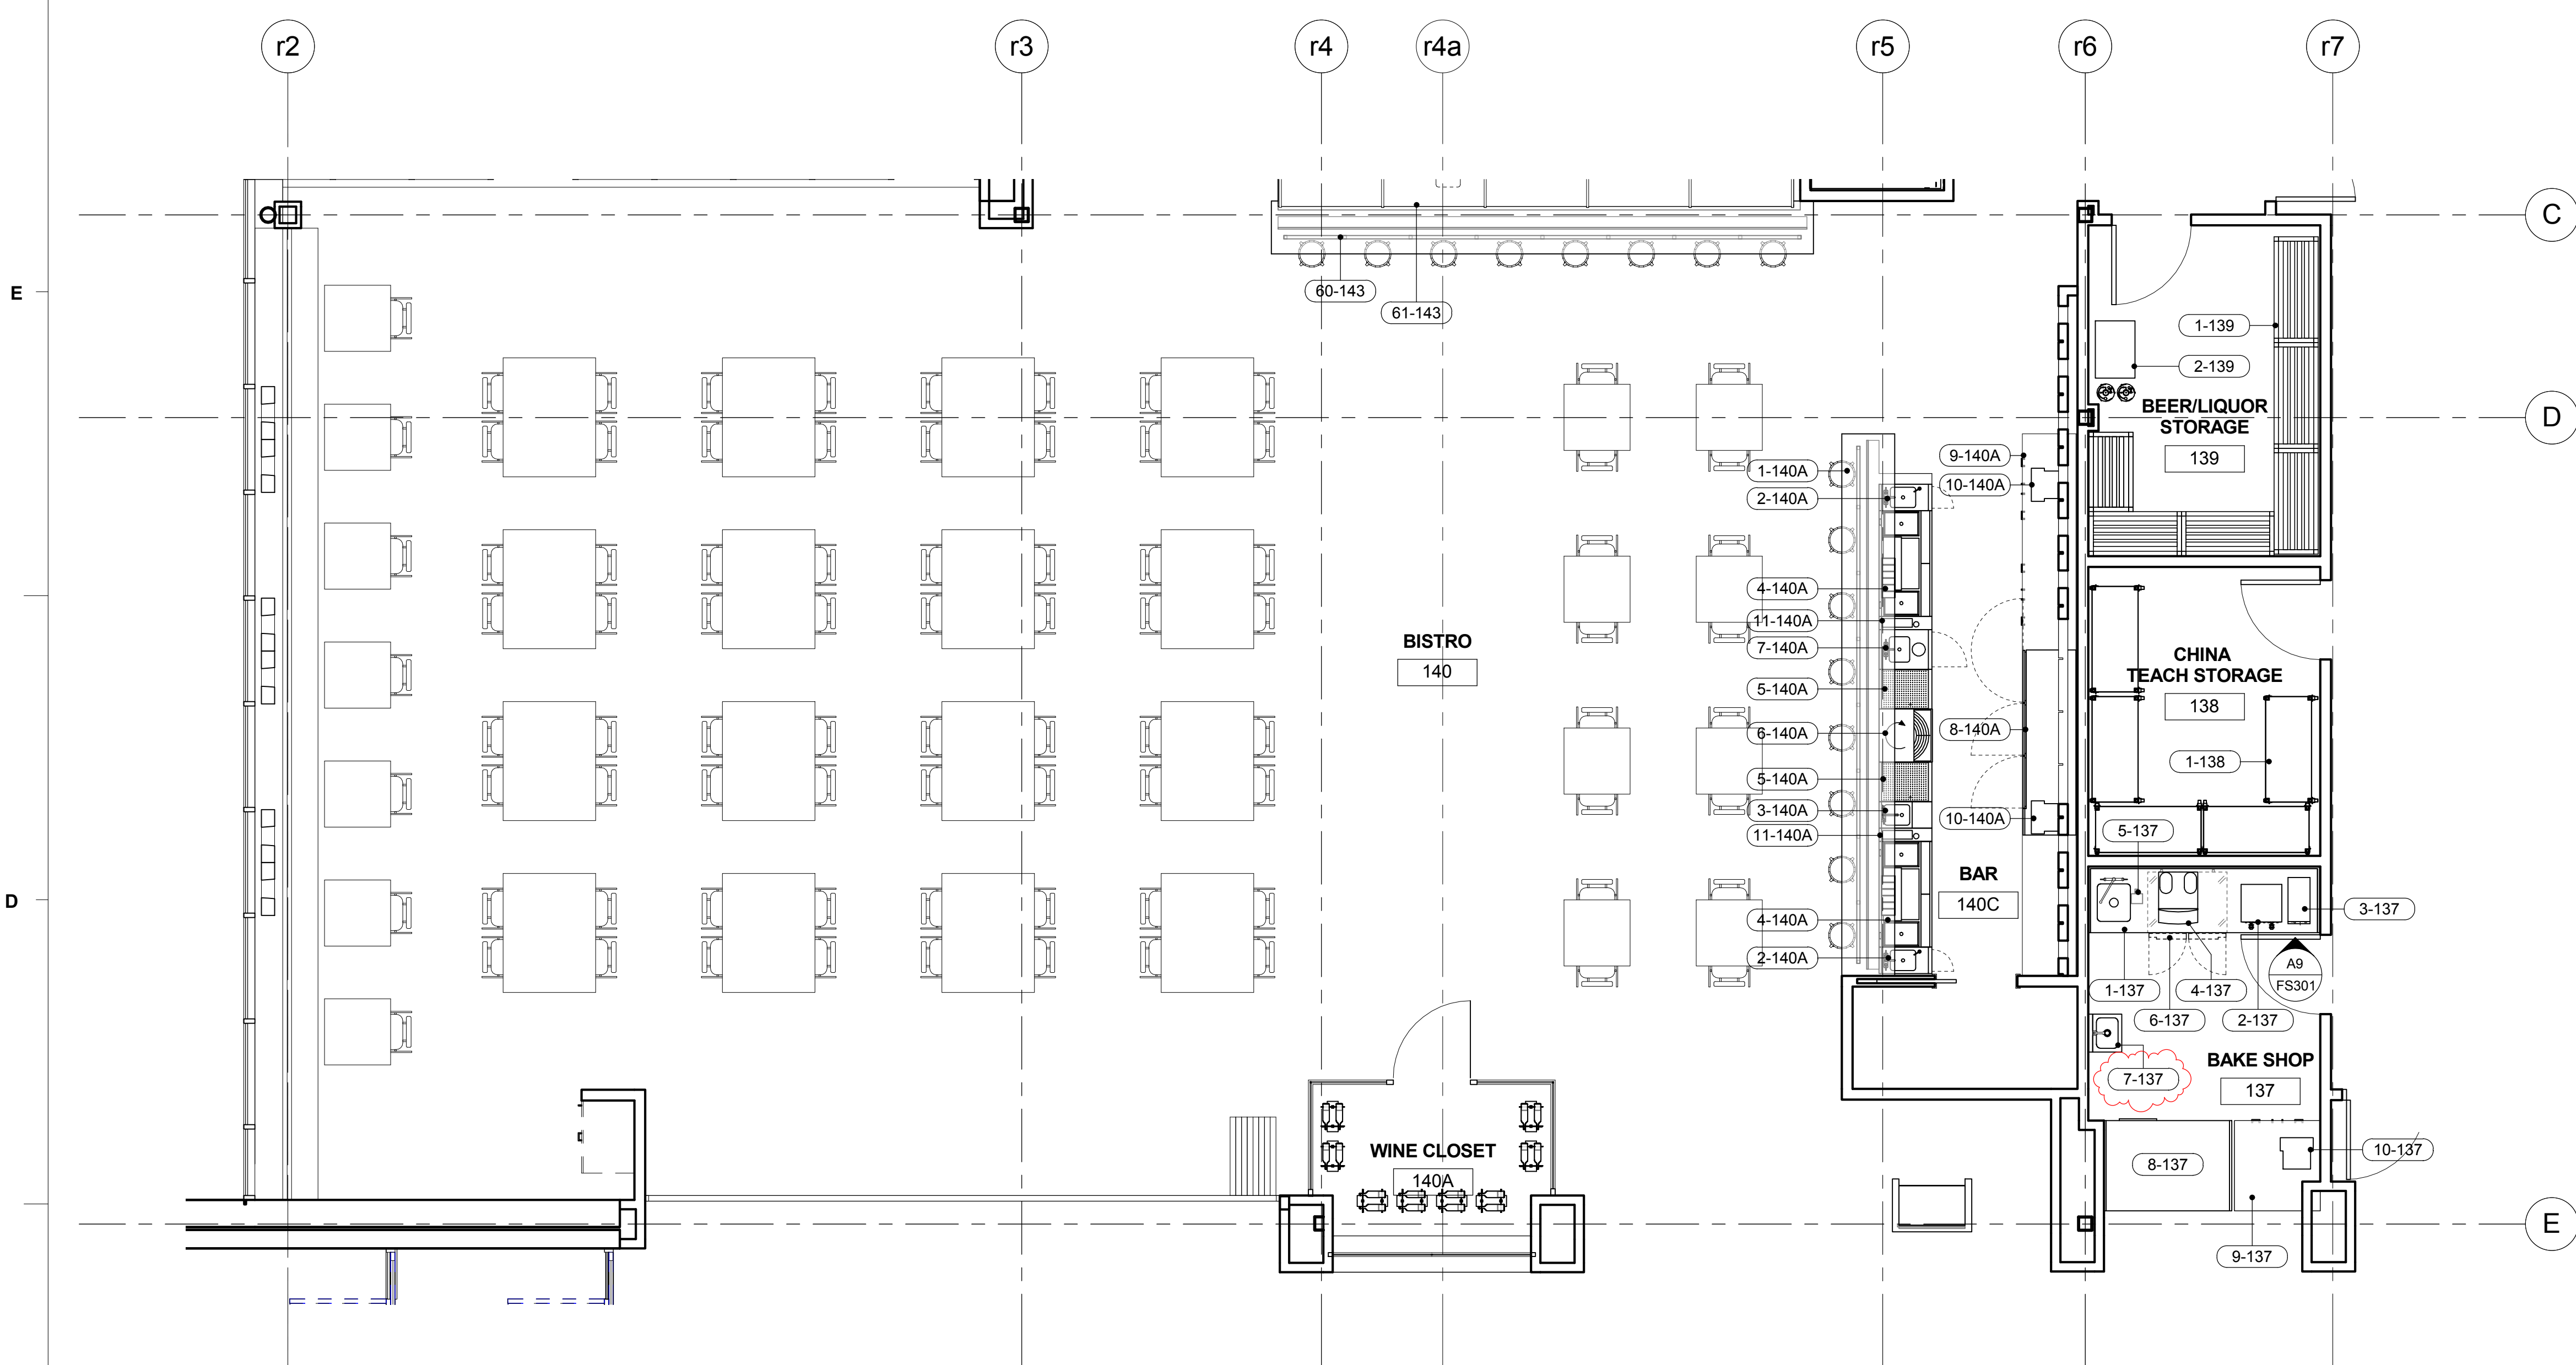 r2
r3
r4
r4a
r5
r6
r7
C
E
60-143
61-143
1-139
2-139
BEER/LIQUOR
STORAGE
139
D
1-140A
2-140A
9-140A
10-140A
4-140A
11-140A
7-140A
5-140A
6-140A
8-140A
5-140A
3-140A
11-140A
10-140A
4-140A
2-140A
BISTRO
140
CHINA
TEACH STORAGE
138
1-138
5-137
BAR
140C
D
3-137
1-137
4-137
A9
FS301
6-137
2-137
7-137
BAKE SHOP
137
WINE CLOSET
140A
8-137
10-137
9-137
E